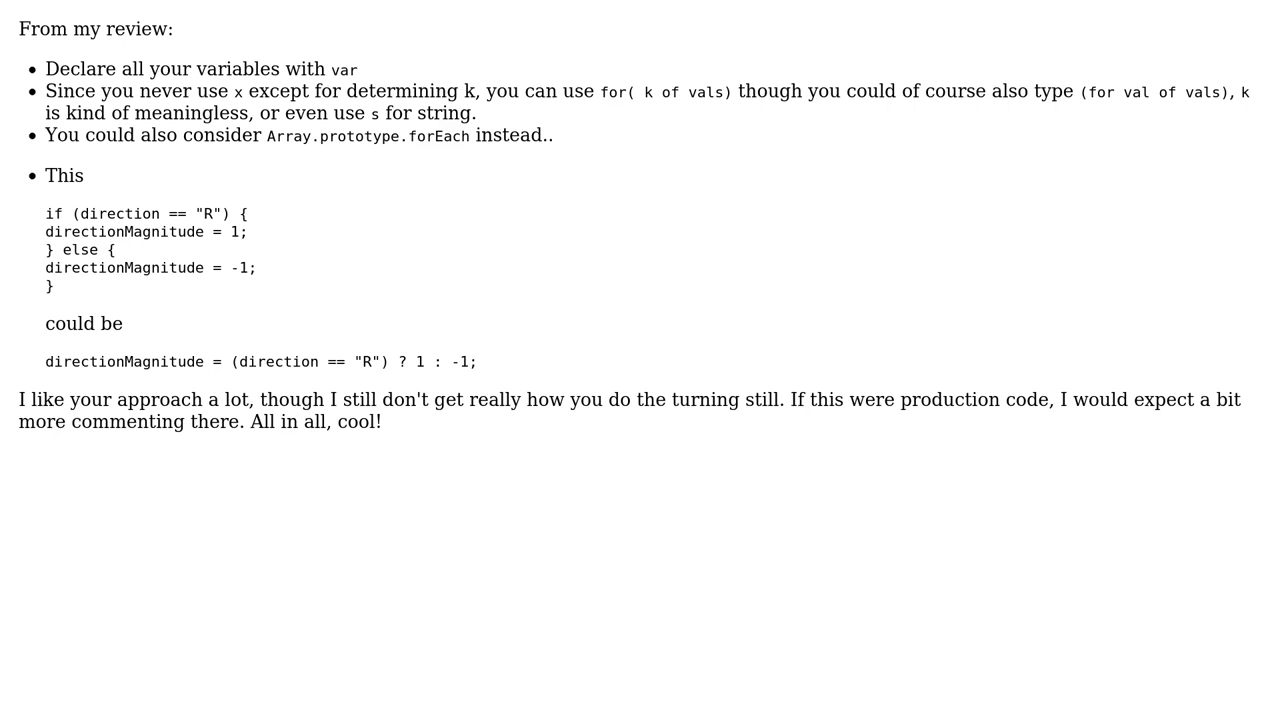 From my review:
• Declare all your variables with var
• Since you never use x except for determining k, you can use for( k of vals) though you could of course also type (for val of vals), k
is kind of meaningless, or even use s for string.
• You could also consider Array.prototype.forEach instead..
• This
if (direction == "R") {
directionMagnitude = 1;
} else {
directionMagnitude = -1;
}
could be
directionMagnitude = (direction == "R") ? 1 : -1;
I like your approach a lot, though I still don't get really how you do the turning still. If this were production code, I would expect a bit
more commenting there. All in all, cool!